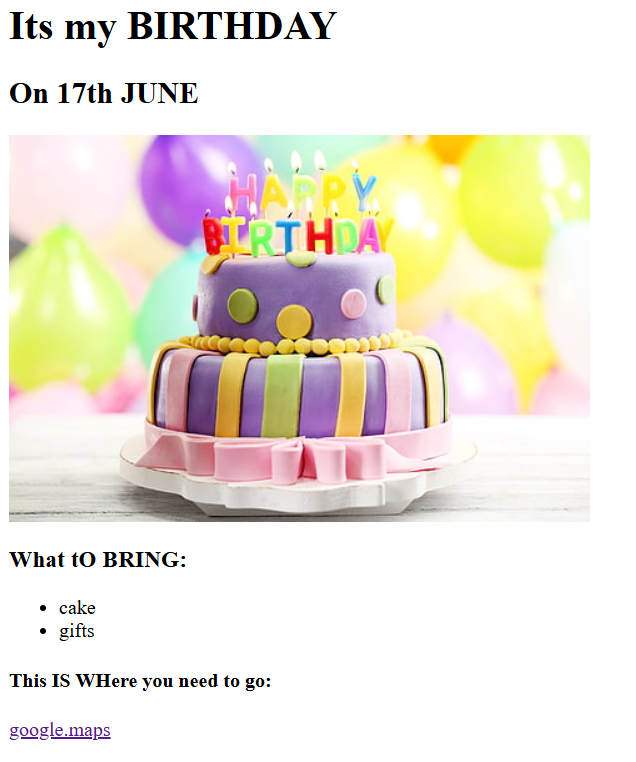 Its my BIRTHDAY
On 17th JUNE
HAPPY
BIRTHDAY
What tO BRING:
cake
gifts
This IS WHere you need to go:
google.maps